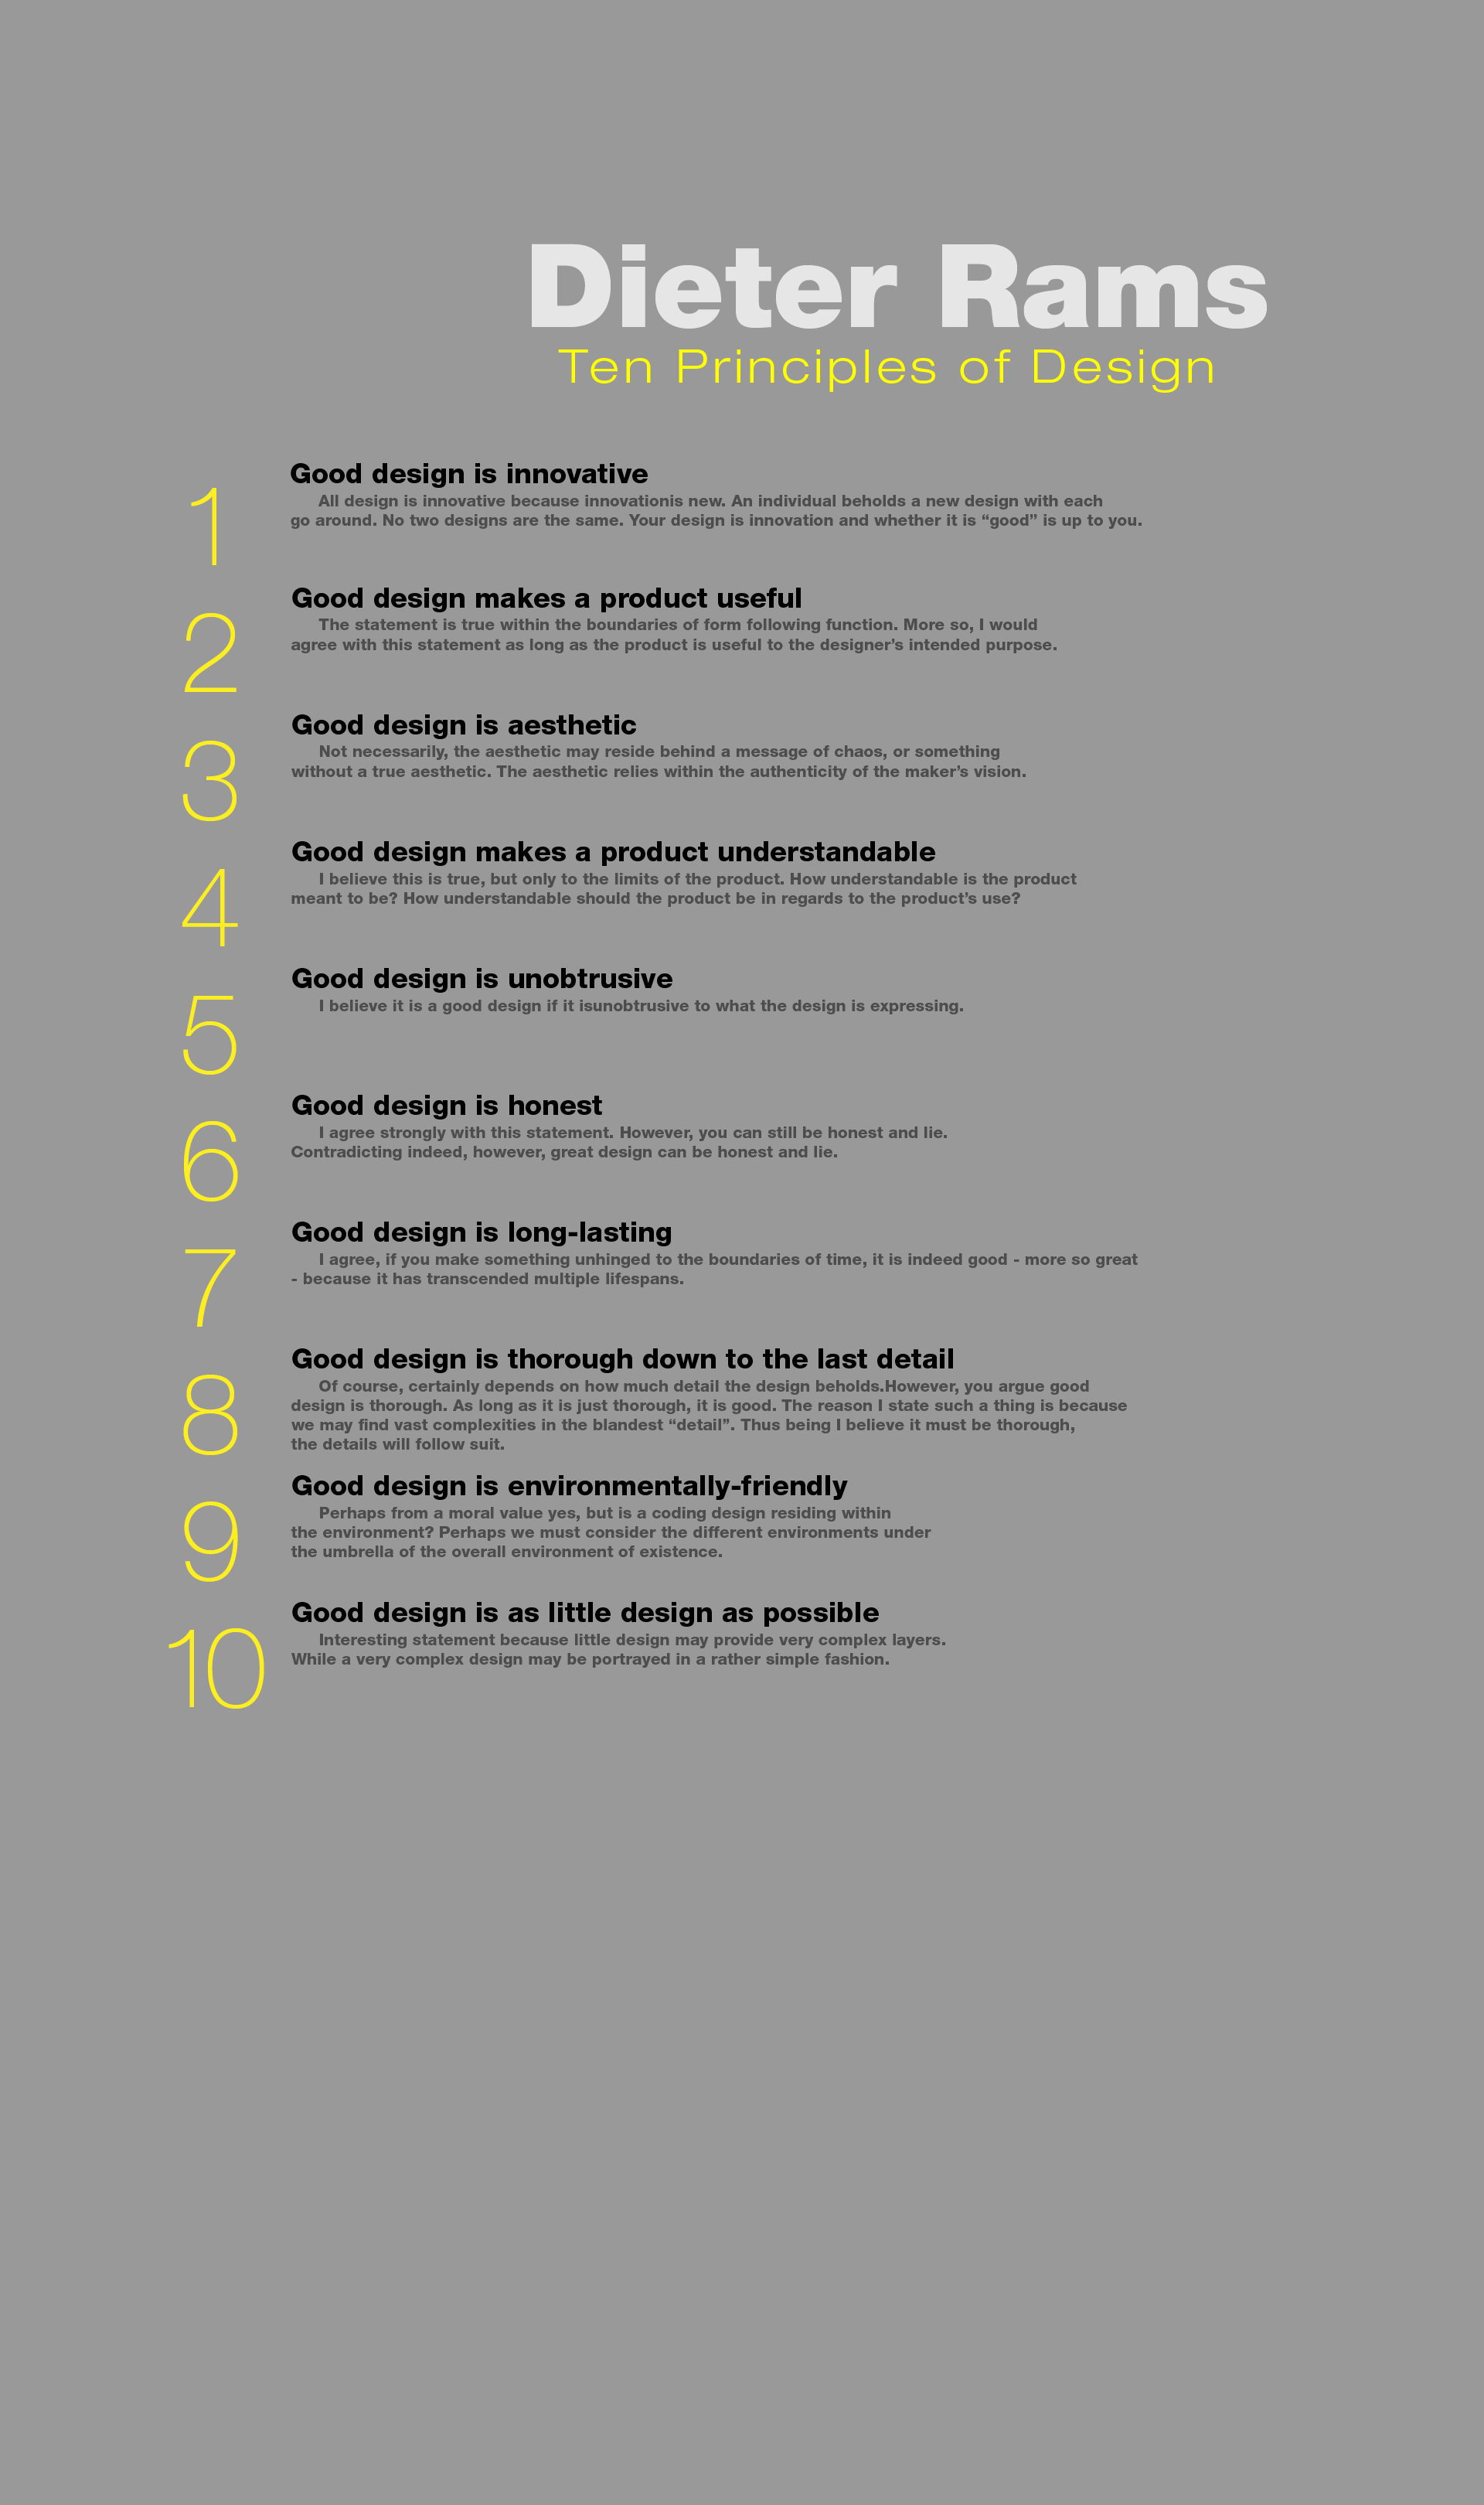 Dieter Rams
Ten Principles of Design
1
Good design is innovative
All design is innovative because innovationis new. An individual beholds a new design with each
go around. No two designs are the same. Your design is innovation and whether it is “good” is up to you.
2
Good design makes a product useful
The statement is true within the boundaries of form following function. More so, I would
agree with this statement as long as the product is useful to the designer’s intended purpose.
3
Good design is aesthetic
Not necessarily, the aesthetic may reside behind a message of chaos, or something
without a true aesthetic. The aesthetic relies within the authenticity of the maker’s vision.
4
Good design makes a product understandable
I believe this is true, but only to the limits of the product. How understandable is the product
meant to be? How understandable should the product be in regards to the product’s use?
5
Good design is unobtrusive
I believe it is a good design if it isunobtrusive to what the design is expressing.
6
Good design is honest
I agree strongly with this statement. However, you can still be honest and lie.
Contradicting indeed, however, great design can be honest and lie.
7
Good design is long-lasting
I agree, if you make something unhinged to the boundaries of time, it is indeed good - more so great
- because it has transcended multiple lifespans.
8
Good design is thorough down to the last detail
Of course, certainly depends on how much detail the design beholds.However, you argue good
design is thorough. As long as it is just thorough, it is good. The reason I state such a thing is because
we may find vast complexities in the blandest “detail”. Thus being I believe it must be thorough,
the details will follow suit.
9
Good design is environmentally-friendly
Perhaps from a moral value yes, but is a coding design residing within
the environment? Perhaps we must consider the different environments under
the umbrella of the overall environment of existence.
10
Good design is as little design as possible
Interesting statement because little design may provide very complex layers.
While a very complex design may be portrayed in a rather simple fashion.